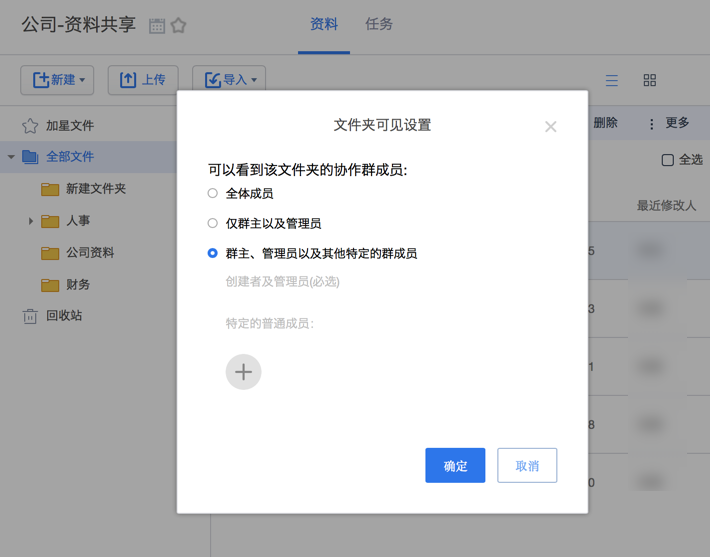 公司-资料共享
资料 任务
新建 上传 导入
删除 更多
加星文件
全部文件
全选
新建文件夹
最近修改人
人事
公司资料
财务
回收站
文件夹可见设置
可以看到该文件夹的协作群成员:
全体成员
仅群主以及管理员
群主、管理员以及其他特定的群成员
创建者及管理员(必选)
特定的普通成员:
确定 取消
5
3
1
8
0